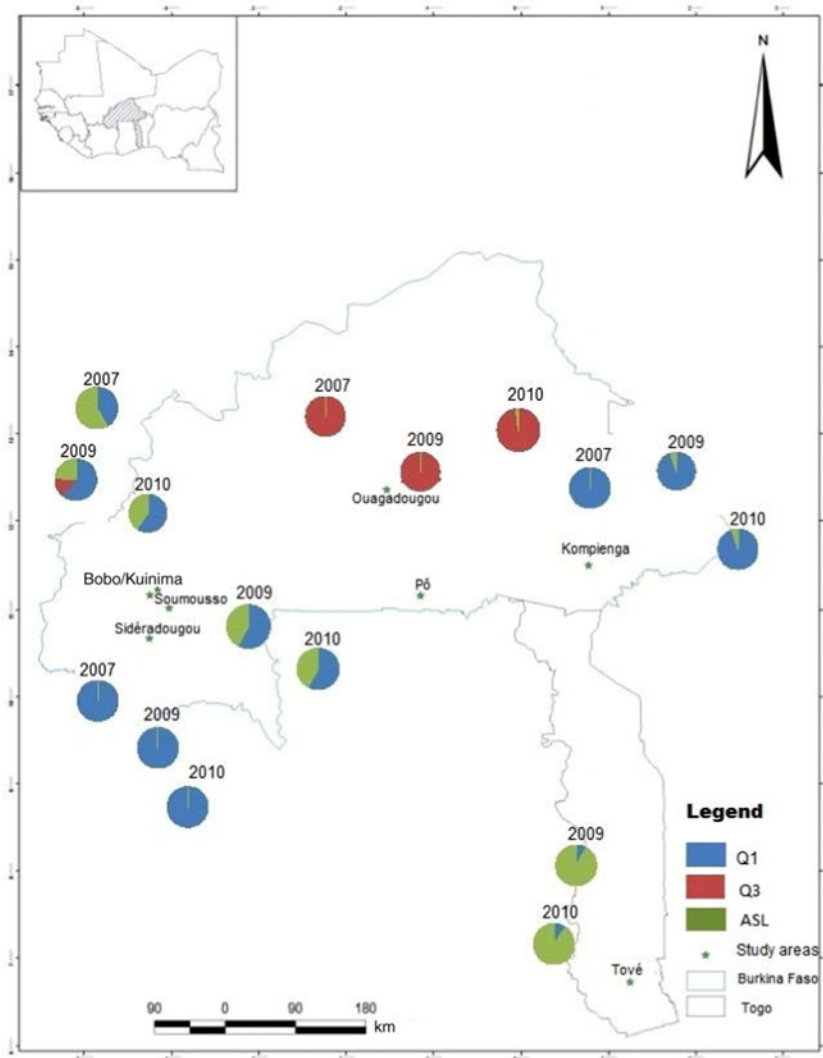 N
2007
2007
2010
2009
2009
2009
2007
2010
Ouagadougou
2010
Kompienga
Bobo/Kuinima
Pô
Soumousso
2009
Sidéradougou
2010
2007
2009
2010
Legend
2009
Q1
Q3
2010
ASL
Study areas
Tové
Burkina Faso
Togo
90 0 90 180
km